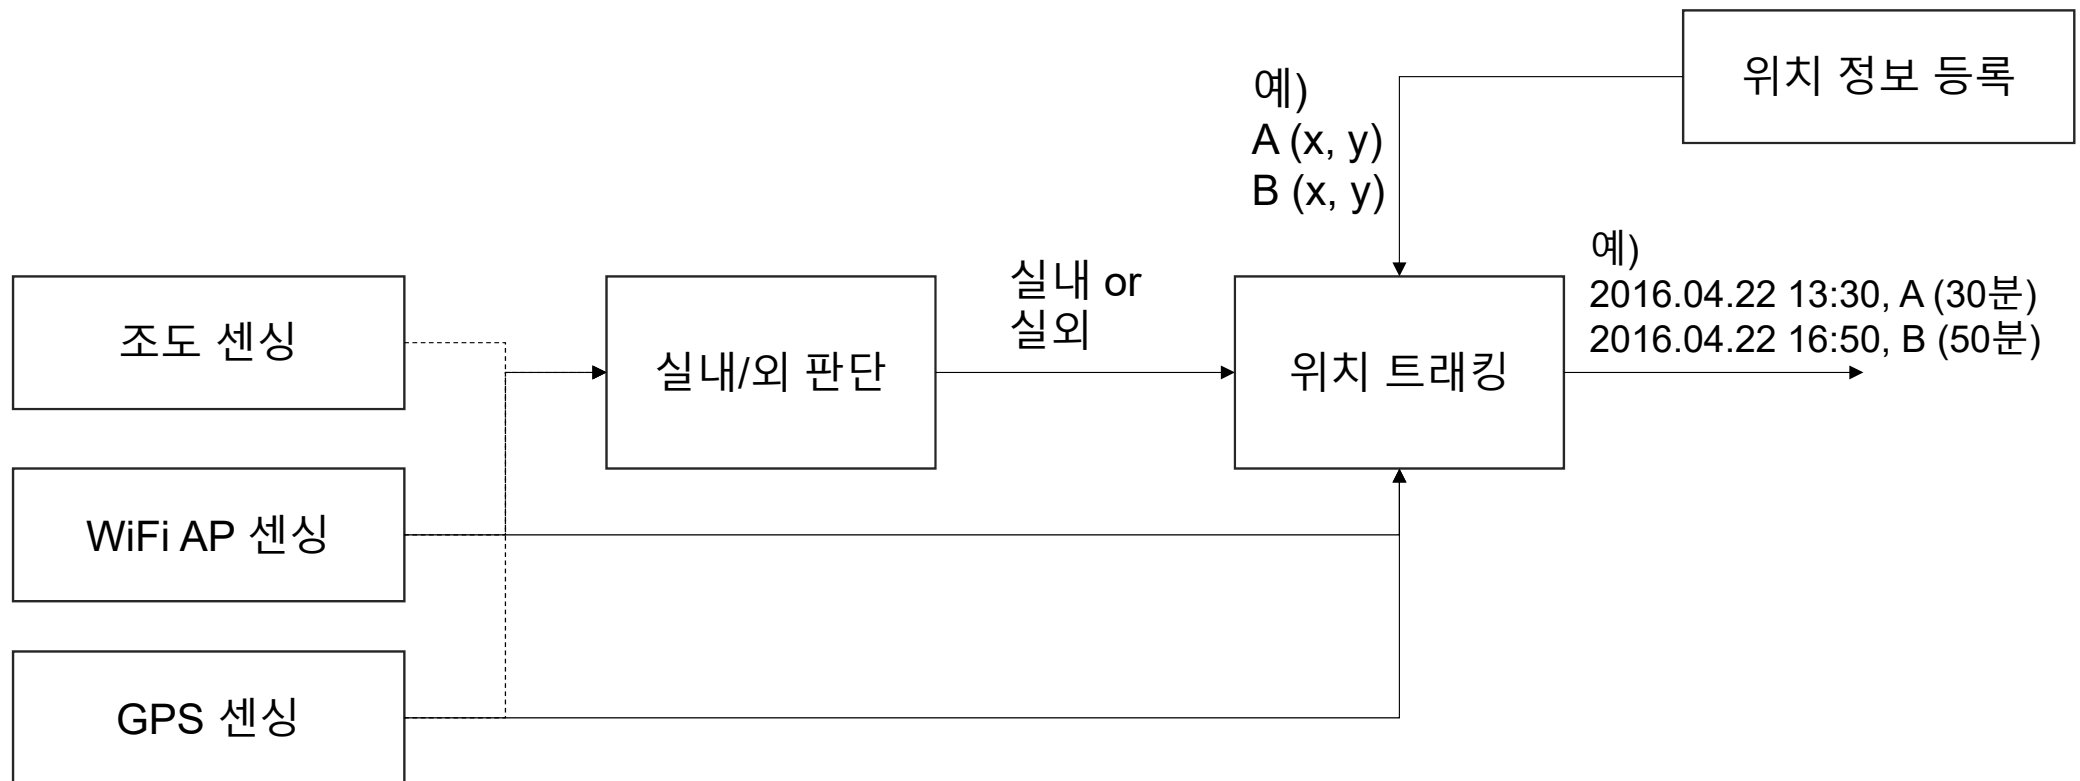 위치 정보 등록
예)
A (x, y)
B (x, y)
예)
2016.04.22 13:30, A (30분)
2016.04.22 16:50, B (50분)
실내 or
실외
조도 센싱
실내/외 판단
위치 트래킹
WiFi AP 센싱
GPS 센싱